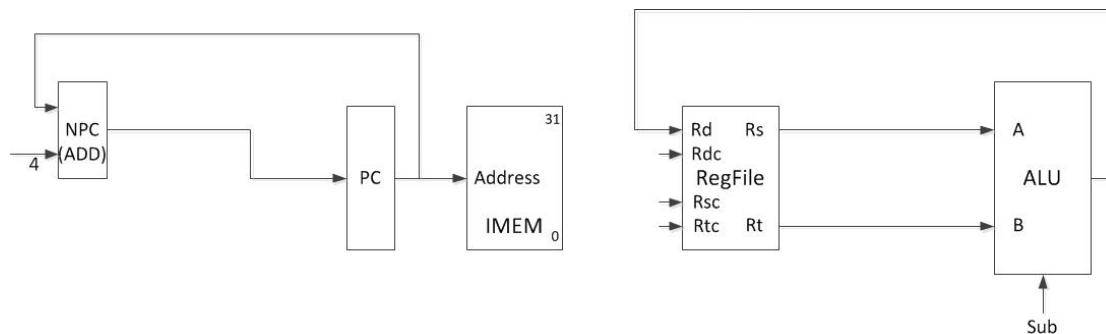 NPC
(ADD)
4
PC
31
Address
IMEM
0
Rd Rs
Rdc
RegFile
Rsc
Rtc Rt
A
ALU
B
Sub